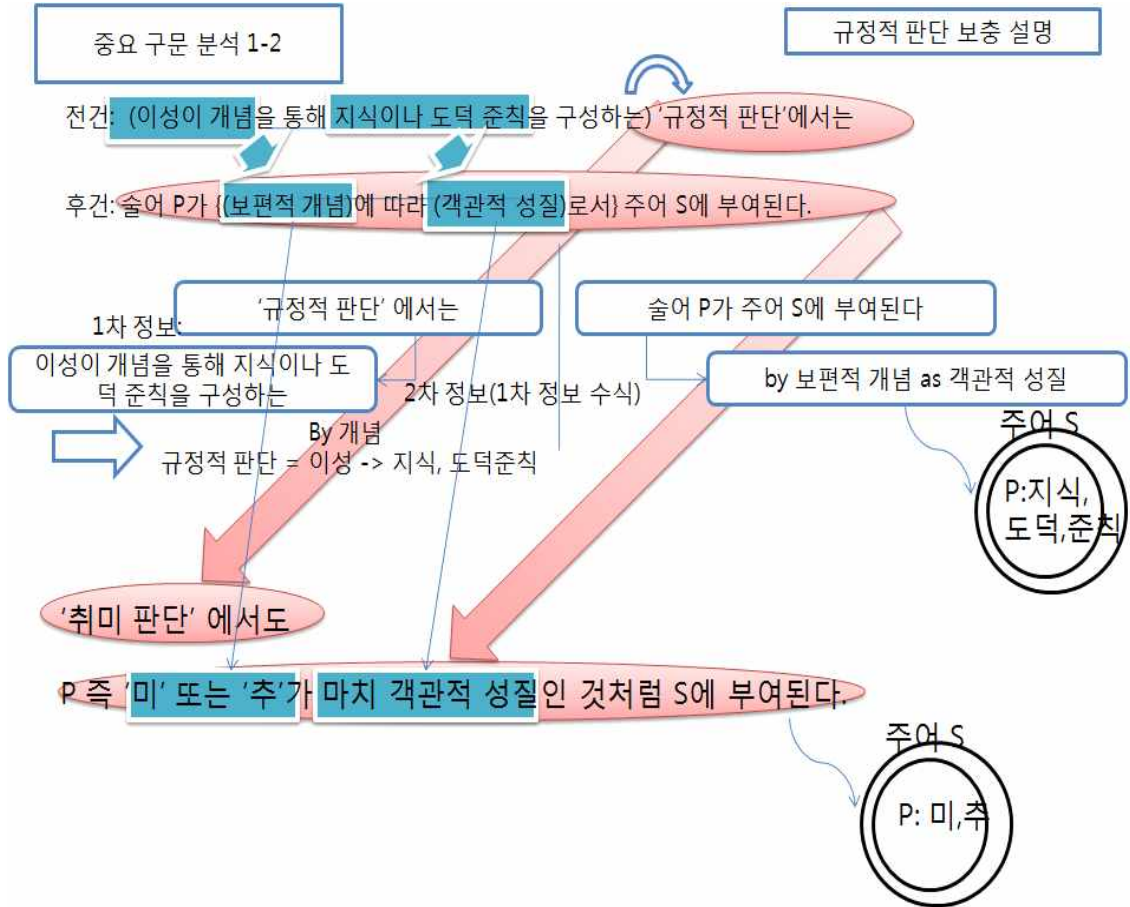 중요 구문 분석 1-2
규정적 판단 보충 설명
전건: (이성이 개념을 통해 지식이나 도덕 준칙을 구성하는) '규정적 판단'에서는
후건: 술어 P가 {(보편적 개념)에 따라 (객관적 성질)로서} 주어 S에 부여된다.
'규정적 판단' 에서는
술어 P가 주어 S에 부여된다
1차 정보:
이성이 개념을 통해 지식이나 도
덕 준칙을 구성하는
2차 정보(1차 정보 수식)
by 보편적 개념 as 객관적 성질
By 개념
규정적 판단 = 이성 -> 지식, 도덕준칙
주어 S
P:지식,
도덕,준칙
'취미 판단' 에서도
P 즉 '미' 또는 '추'가 마치 객관적 성질인 것처럼 S에 부여된다.
주어 S
P: 미,추